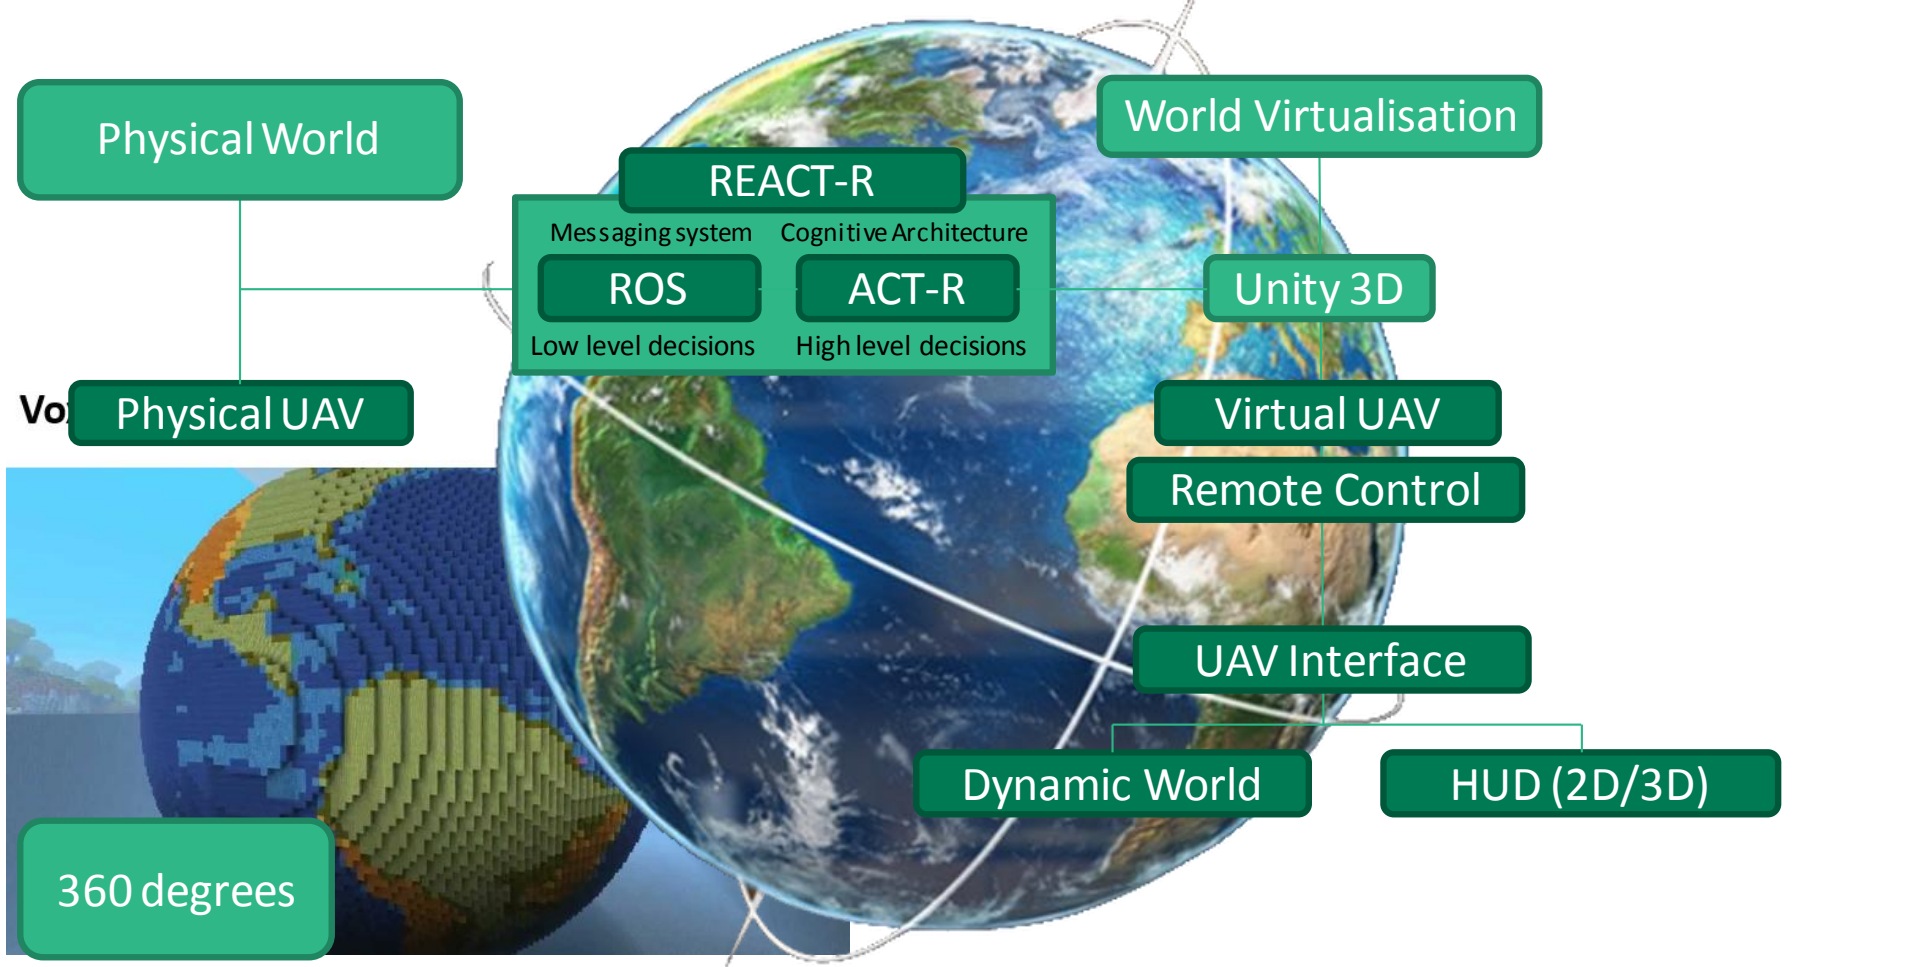 Physical World
World Virtualisation
REACT-R
Messaging system
Cognitive Architecture
ROS
ACT-R
Unity 3D
Low level decisions
High level decisions
Physical UAV
Virtual UAV
Remote Control
UAV Interface
Dynamic World
HUD (2D/3D)
360 degrees